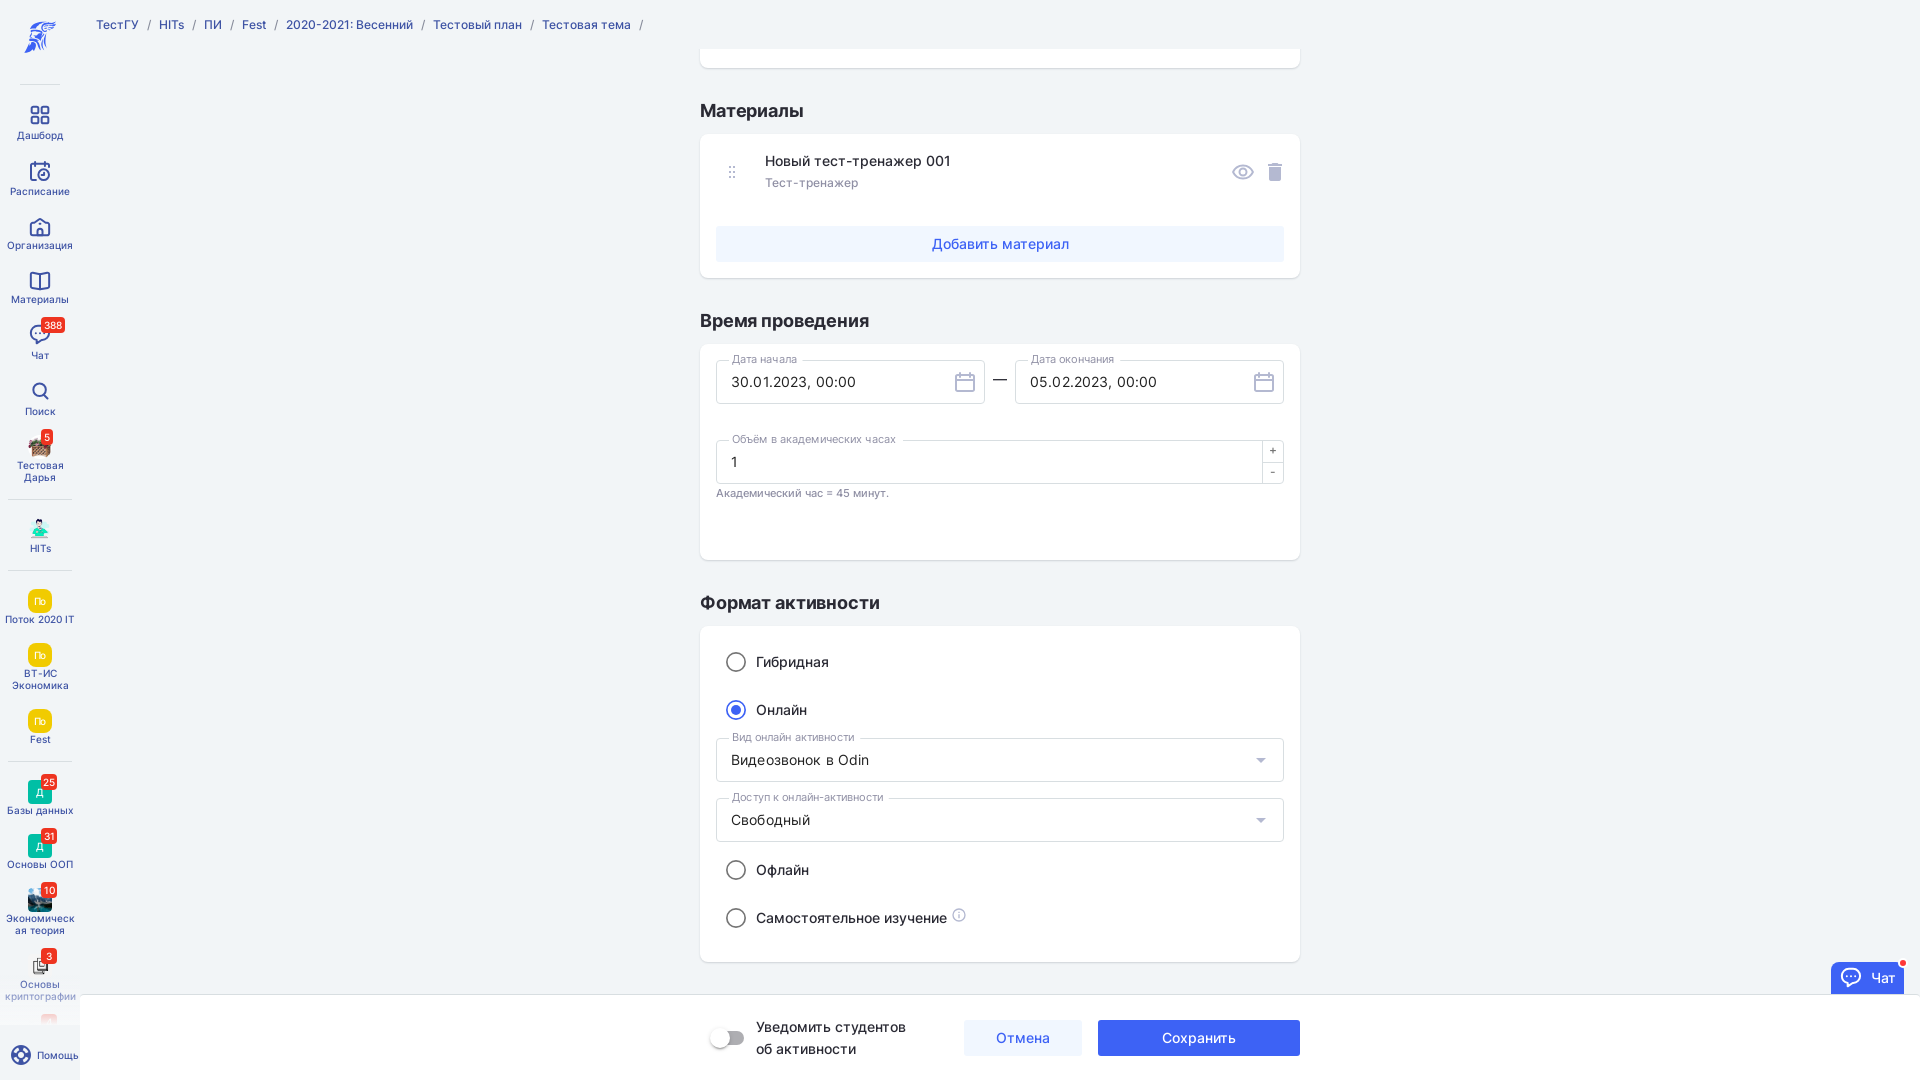 ТестГУ / HITs / ПИ / Fest / 2020-2021: Весенний / Тестовый план / Тестовая тема /
Дашборд
Расписание
Организация
Материалы
388
Чат
Поиск
5
Тестовая
Дарья
HITs
По
Поток 2020 IT
По
ВТ-ИС
Экономика
По
Fest
Д
25
Базы данных
Д
31
Основы ООП
10
Экономическ
ая теория
3
Основы
криптографии
Помощь
Материалы
Новый тест-тренажер 001
Тест-тренажер
Добавить материал
Время проведения
Дата начала
30.01.2023, 00:00
—
Дата окончания
05.02.2023, 00:00
Объём в академических часах
1
+
-
Академический час = 45 минут.
Формат активности
Гибридная
Онлайн
Вид онлайн активности
Видеозвонок в Odin
Доступ к онлайн-активности
Свободный
Офлайн
Самостоятельное изучение
Чат
Уведомить студентов
об активности
Отмена
Сохранить